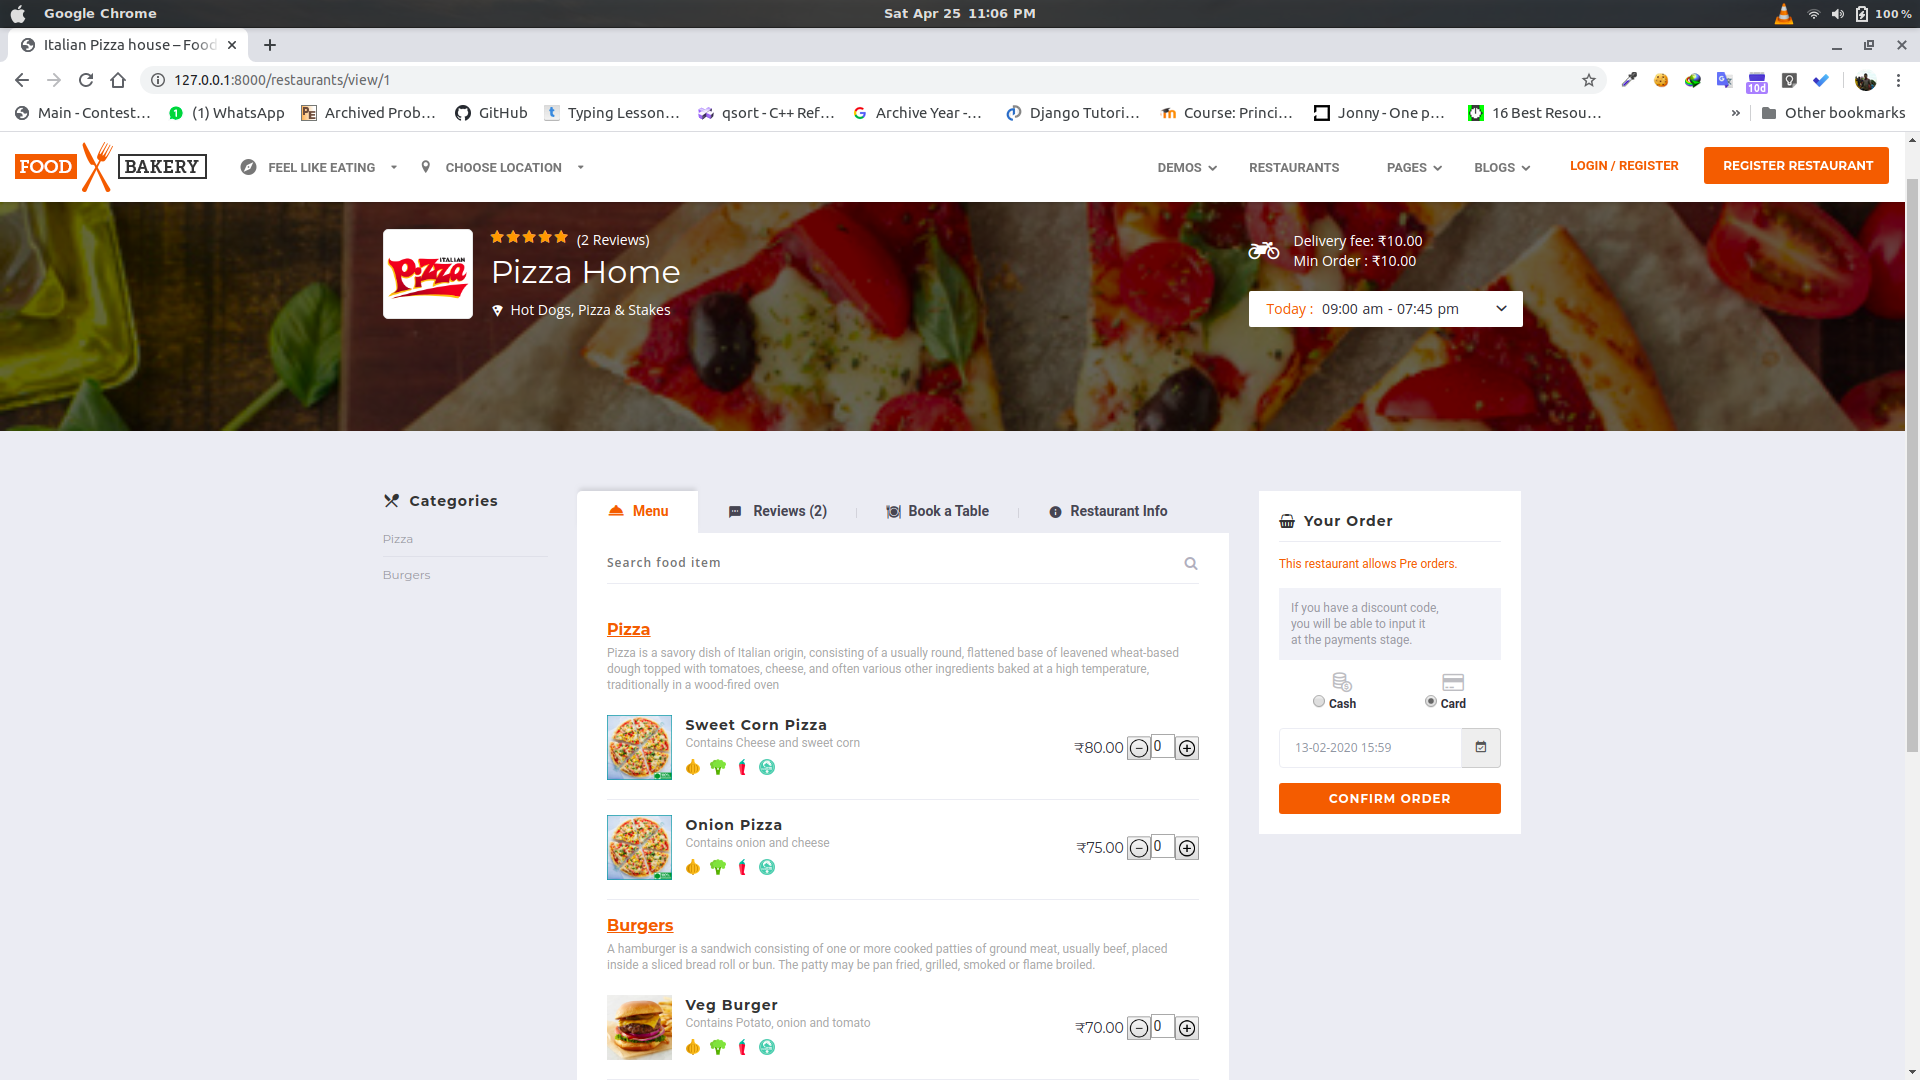 Google Chrome
Sat Apr 25 11:06 PM
100 %
Italian Pizza house – Food
127.0.0.1:8000/restaurants/view/1
10d
Main - Contest…
(1) WhatsApp
Archived Prob…
GitHub
Typing Lesson…
qsort - C++ Ref…
Archive Year -…
Django Tutori…
Course: Princi…
Jonny - One p…
16 Best Resou…
»
Other bookmarks
FOOD BAKERY
FEEL LIKE EATING
CHOOSE LOCATION
DEMOS
RESTAURANTS
PAGES
BLOGS
LOGIN / REGISTER
REGISTER RESTAURANT
ITALIAN
Pizza
(2 Reviews)
Pizza Home
Hot Dogs, Pizza & Stakes
Delivery fee: ₹10.00
Min Order : ₹10.00
Today : 09:00 am - 07:45 pm
Categories
Pizza
Burgers
Menu
Reviews (2)
Book a Table
Restaurant Info
Search food item
Pizza
Pizza is a savory dish of Italian origin, consisting of a usually round, flattened base of leavened wheat-based
dough topped with tomatoes, cheese, and often various other ingredients baked at a high temperature,
traditionally in a wood-fired oven
Sweet Corn Pizza
Contains Cheese and sweet corn
₹80.00
0
Onion Pizza
Contains onion and cheese
₹75.00
0
Burgers
A hamburger is a sandwich consisting of one or more cooked patties of ground meat, usually beef, placed
inside a sliced bread roll or bun. The patty may be pan fried, grilled, smoked or flame broiled.
Veg Burger
Contains Potato, onion and tomato
₹70.00
0
Your Order
This restaurant allows Pre orders.
If you have a discount code,
you will be able to input it
at the payments stage.
Cash
Card
13-02-2020 15:59
CONFIRM ORDER